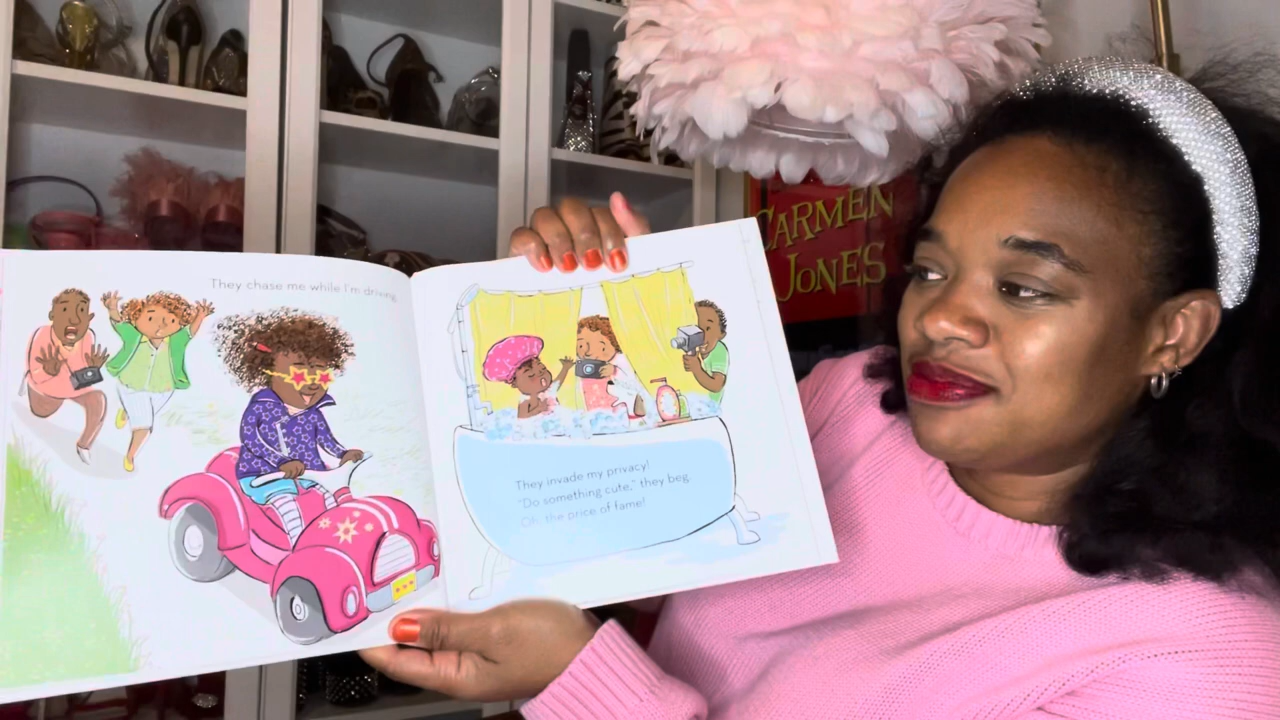 They chase me while I'm driving.
They invade my privacy!
"Do something cute," they beg.
Oh, the price of fame!
CARMEN
JONES